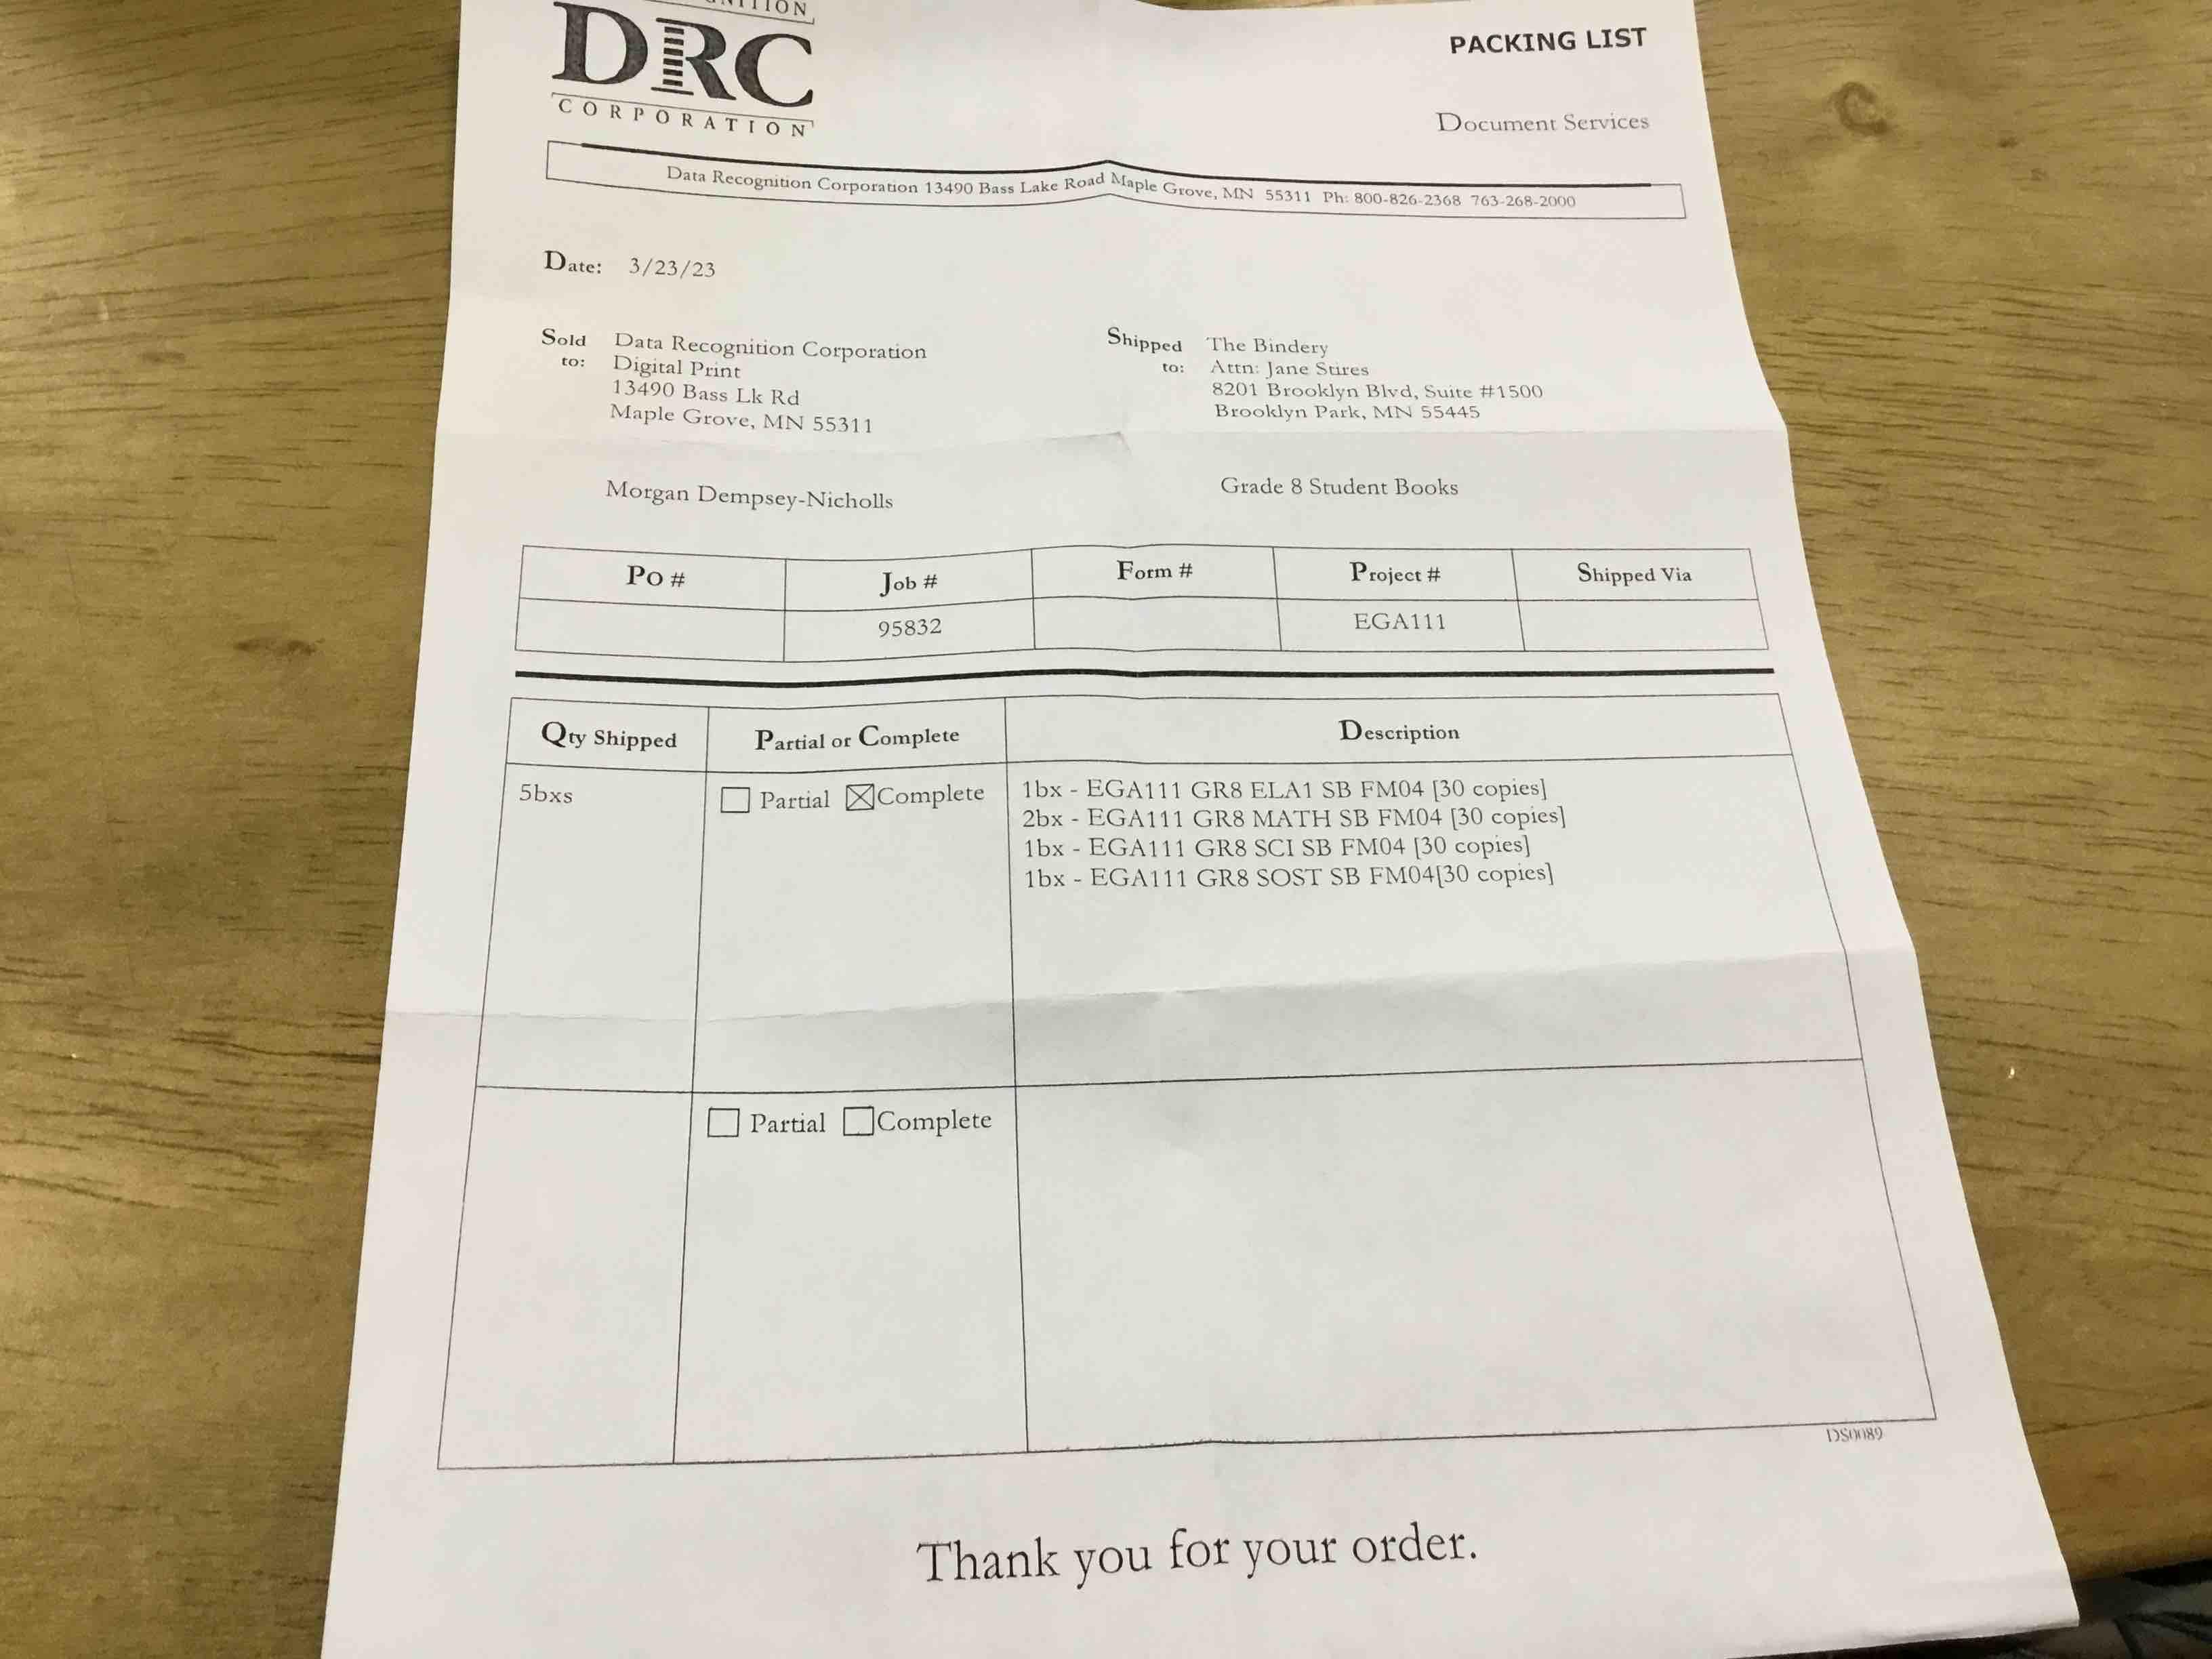 DRC
CORPORATION
PACKING LIST
Document Services
Data Recognition Corporation 13490 Bass Lake Road Maple Grove, MN 55311 Ph: 800-826-2368 763-268-2000
Date: 3/23/23
Sold to:
Data Recognition Corporation
Digital Print
13490 Bass Lk Rd
Maple Grove, MN 55311
Shipped to:
The Bindery
Attn: Jane Stires
8201 Brooklyn Blvd, Suite #1500
Brooklyn Park, MN 55445
Morgan Dempsey-Nicholls
Grade 8 Student Books
PO # Job # Form # Project # Shipped Via
95832 EGA111
Qty Shipped Partial or Complete Description
5bxs Partial Complete
1bx - EGA111 GR8 ELA1 SB FM04 [30 copies]
2bx - EGA111 GR8 MATH SB FM04 [30 copies]
1bx - EGA111 GR8 SCI SB FM04 [30 copies]
1bx - EGA111 GR8 SOST SB FM04[30 copies]
Partial Complete
DS0089
Thank you for your order.